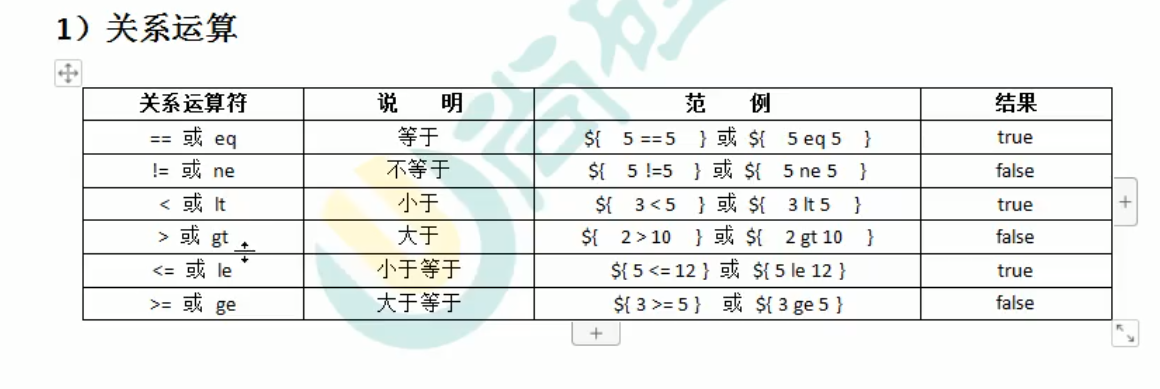 1）关系运算
关系运算符 说 明 范 例 结果
== 或 eq 等于 ${ 5 ==5 } 或 ${ 5 eq 5 } true
!= 或 ne 不等于 ${ 5 !=5 } 或 ${ 5 ne 5 } false
< 或 lt 小于 ${ 3 < 5 } 或 ${ 3 lt 5 } true
> 或 gt 大于 ${ 2 > 10 } 或 ${ 2 gt 10 } false
<= 或 le 小于等于 ${ 5 <= 12 } 或 ${ 5 le 12 } true
>= 或 ge 大于等于 ${ 3 >= 5 } 或 ${ 3 ge 5 } false